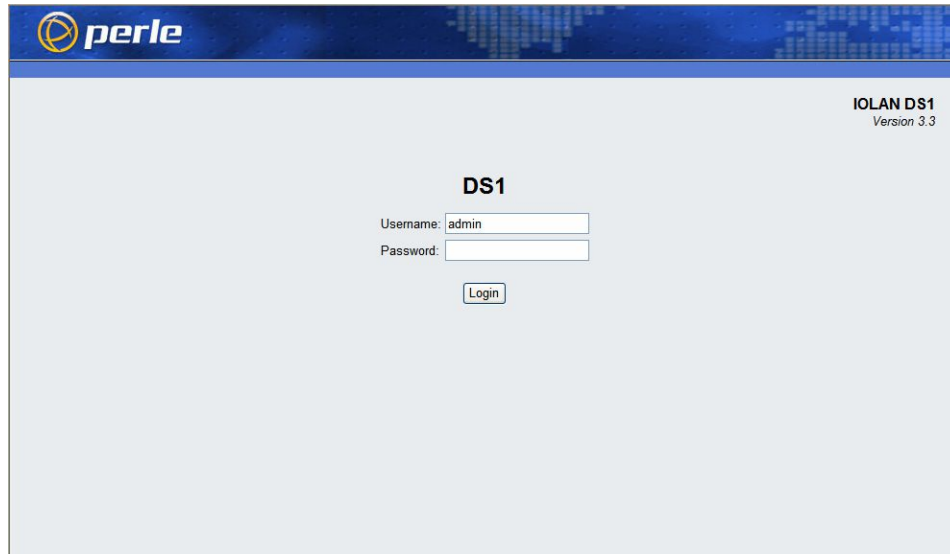 perle
IOLAN DS1
Version 3.3
DS1
Username: admin
Password:
Login